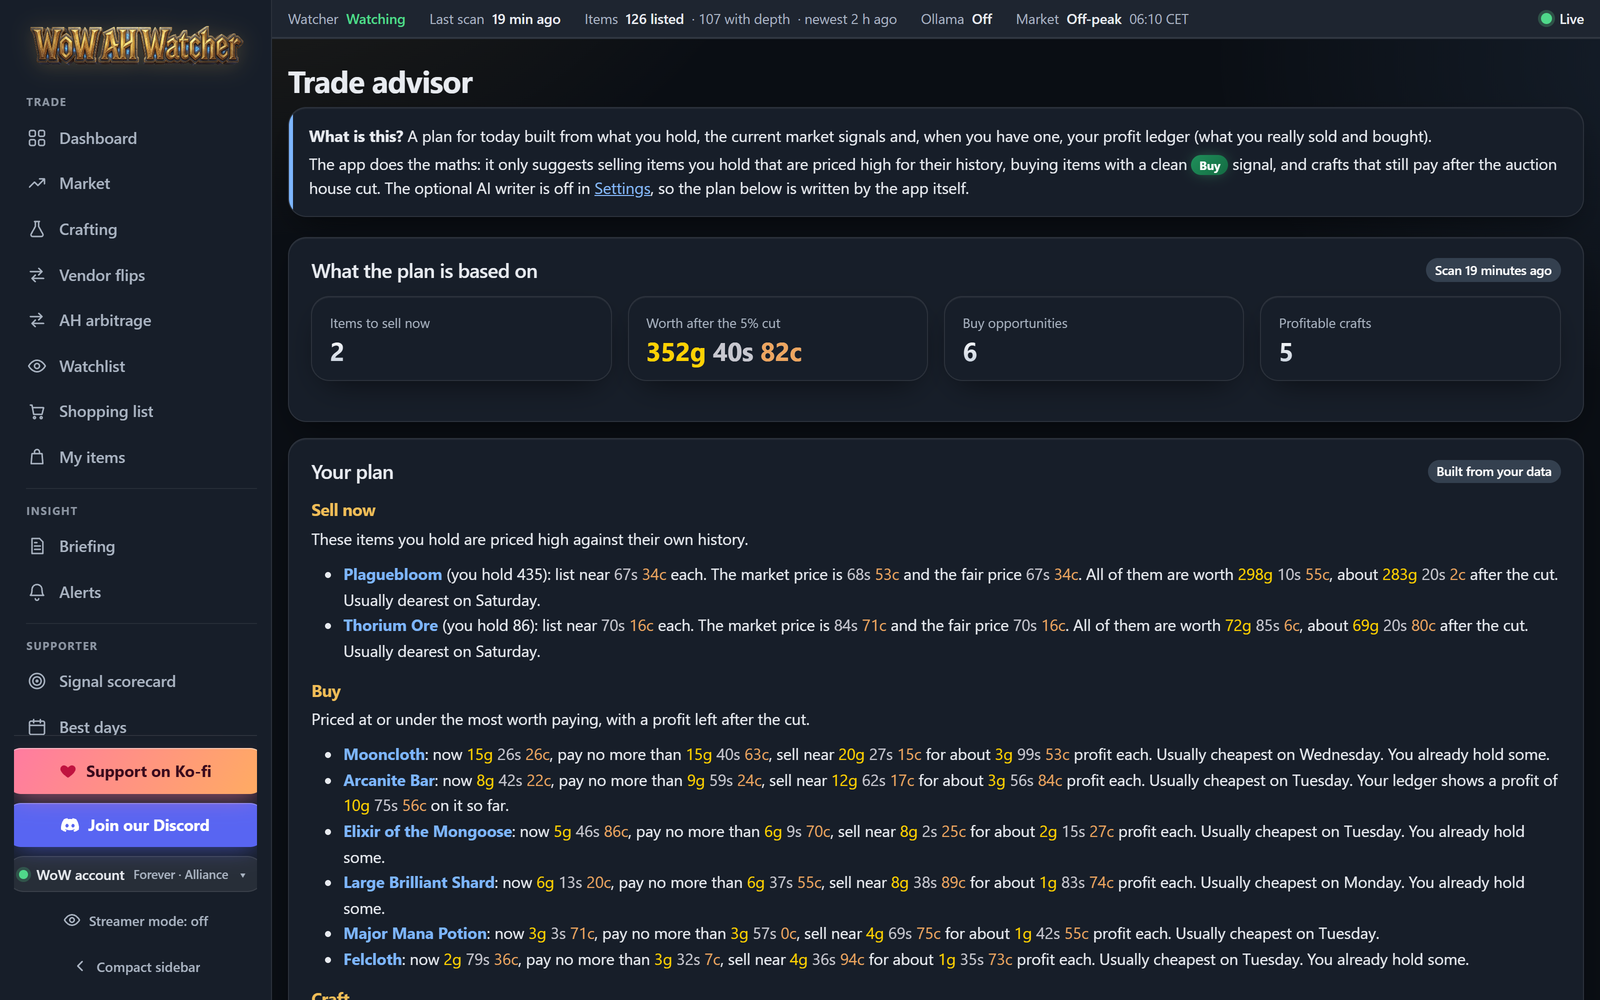 WoW AH Watcher
Watcher Watching Last scan 19 min ago Items 126 listed · 107 with depth · newest 2 h ago Ollama Off Market Off-peak 06:10 CET Live
TRADE
Dashboard
Market
Crafting
Vendor flips
AH arbitrage
Watchlist
Shopping list
My items
INSIGHT
Briefing
Alerts
SUPPORTER
Signal scorecard
Best days
Support on Ko-fi
Join our Discord
WoW account Forever · Alliance
Streamer mode: off
Compact sidebar
Trade advisor
What is this? A plan for today built from what you hold, the current market signals and, when you have one, your profit ledger (what you really sold and bought).
The app does the maths: it only suggests selling items you hold that are priced high for their history, buying items with a clean Buy signal, and crafts that still pay after the auction
house cut. The optional AI writer is off in Settings, so the plan below is written by the app itself.
What the plan is based on
Scan 19 minutes ago
Items to sell now
2
Worth after the 5% cut
352g 40s 82c
Buy opportunities
6
Profitable crafts
5
Your plan
Built from your data
Sell now
These items you hold are priced high against their own history.
Plaguebloom (you hold 435): list near 67s 34c each. The market price is 68s 53c and the fair price 67s 34c. All of them are worth 298g 10s 55c, about 283g 20s 2c after the cut.
Usually dearest on Saturday.
Thorium Ore (you hold 86): list near 70s 16c each. The market price is 84s 71c and the fair price 70s 16c. All of them are worth 72g 85s 6c, about 69g 20s 80c after the cut.
Usually dearest on Saturday.
Buy
Priced at or under the most worth paying, with a profit left after the cut.
Mooncloth: now 15g 26s 26c, pay no more than 15g 40s 63c, sell near 20g 27s 15c for about 3g 99s 53c profit each. Usually cheapest on Wednesday. You already hold some.
Arcanite Bar: now 8g 42s 22c, pay no more than 9g 59s 24c, sell near 12g 62s 17c for about 3g 56s 84c profit each. Usually cheapest on Tuesday. Your ledger shows a profit of
10g 75s 56c on it so far.
Elixir of the Mongoose: now 5g 46s 86c, pay no more than 6g 9s 70c, sell near 8g 2s 25c for about 2g 15s 27c profit each. Usually cheapest on Tuesday. You already hold
some.
Large Brilliant Shard: now 6g 13s 20c, pay no more than 6g 37s 55c, sell near 8g 38s 89c for about 1g 83s 74c profit each. Usually cheapest on Monday. You already hold
some.
Major Mana Potion: now 3g 3s 71c, pay no more than 3g 57s 0c, sell near 4g 69s 75c for about 1g 42s 55c profit each. Usually cheapest on Tuesday.
Felcloth: now 2g 79s 36c, pay no more than 3g 32s 7c, sell near 4g 36s 94c for about 1g 35s 73c profit each. Usually cheapest on Tuesday. You already hold some.
Craft